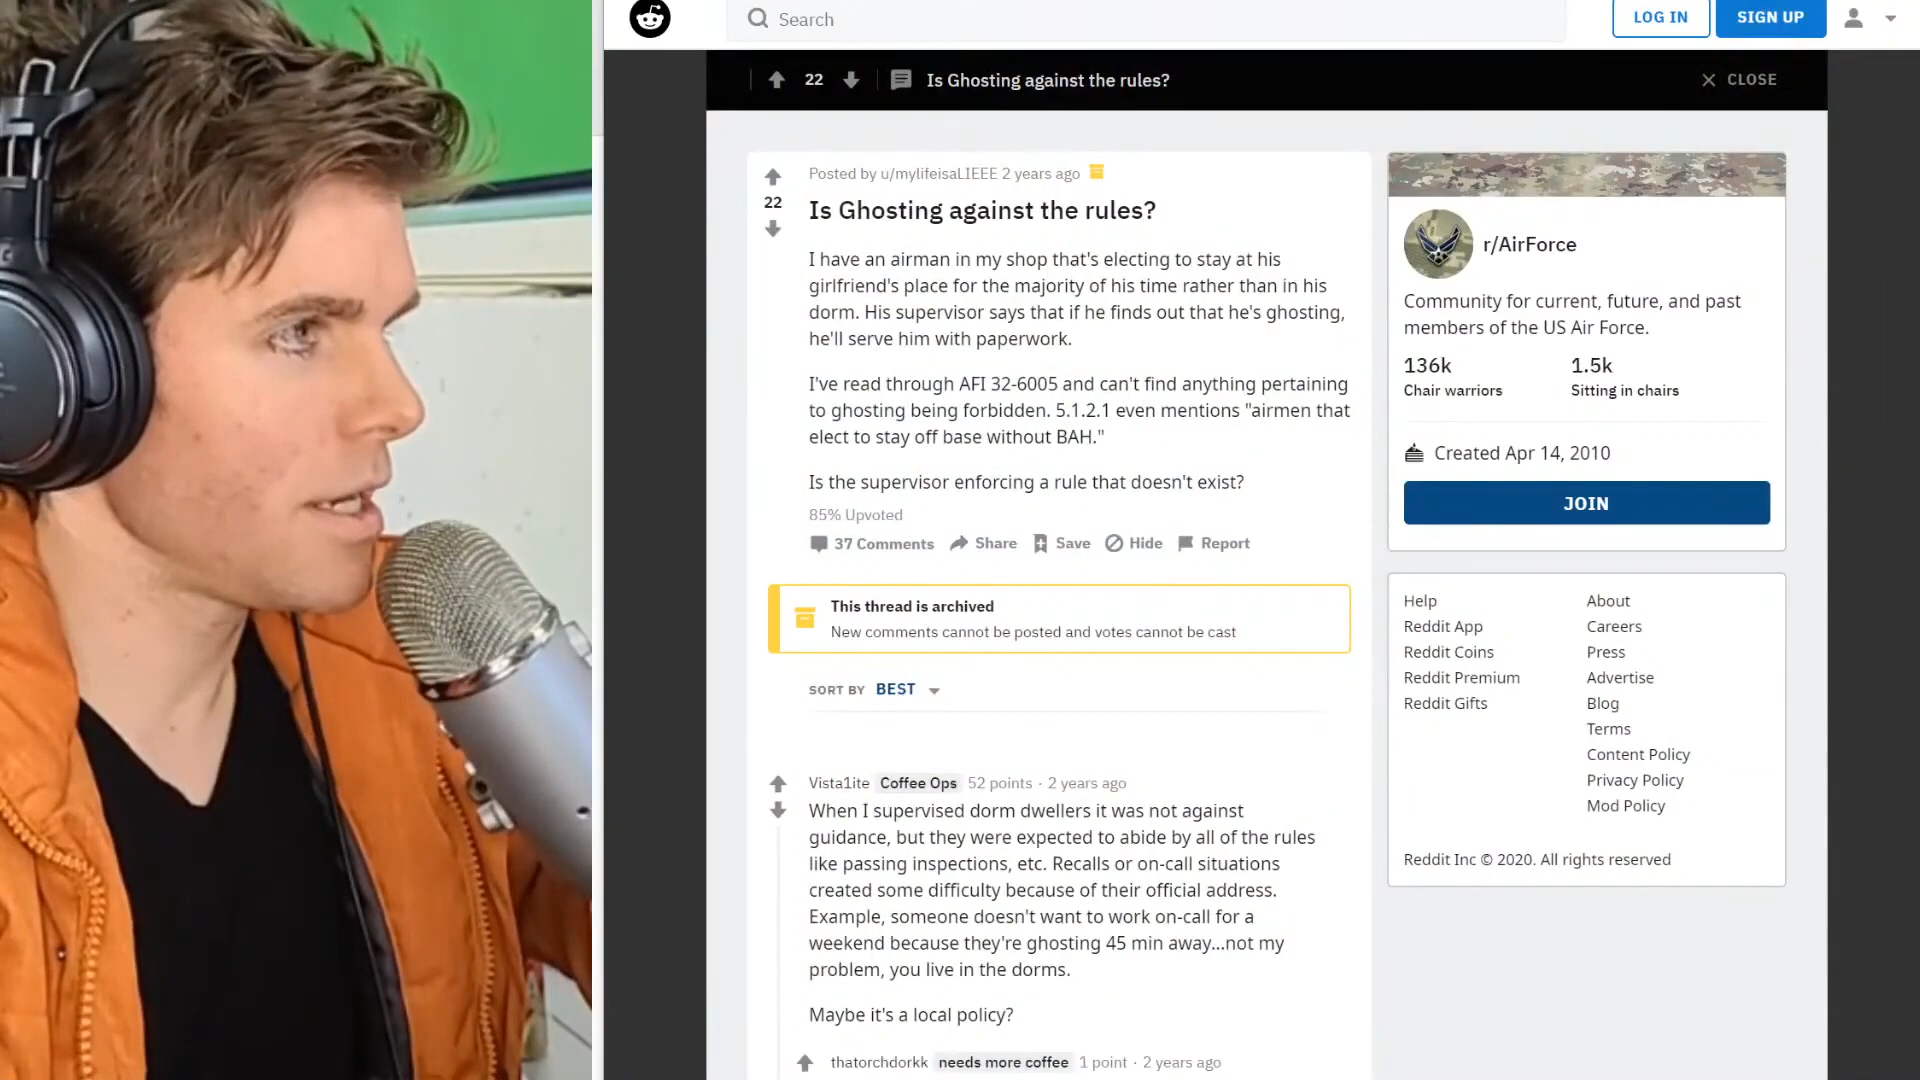 Search
LOG IN
SIGN UP
22
Is Ghosting against the rules?
CLOSE
Posted by u/mylifeisaLIEEE 2 years ago
22
Is Ghosting against the rules?
I have an airman in my shop that's electing to stay at his
girlfriend's place for the majority of his time rather than in his
dorm. His supervisor says that if he finds out that he's ghosting,
he'll serve him with paperwork.
I've read through AFI 32-6005 and can't find anything pertaining
to ghosting being forbidden. 5.1.2.1 even mentions "airmen that
elect to stay off base without BAH."
Is the supervisor enforcing a rule that doesn't exist?
85% Upvoted
37 Comments Share Save Hide Report
This thread is archived
New comments cannot be posted and votes cannot be cast
SORT BY BEST
Vista1ite Coffee Ops 52 points · 2 years ago
When I supervised dorm dwellers it was not against
guidance, but they were expected to abide by all of the rules
like passing inspections, etc. Recalls or on-call situations
created some difficulty because of their official address.
Example, someone doesn't want to work on-call for a
weekend because they're ghosting 45 min away...not my
problem, you live in the dorms.
Maybe it's a local policy?
thatorchdorkk needs more coffee 1 point · 2 years ago
r/AirForce
Community for current, future, and past
members of the US Air Force.
136k 1.5k
Chair warriors Sitting in chairs
Created Apr 14, 2010
JOIN
Help About
Reddit App Careers
Reddit Coins Press
Reddit Premium Advertise
Reddit Gifts Blog
Terms
Content Policy
Privacy Policy
Mod Policy
Reddit Inc © 2020. All rights reserved